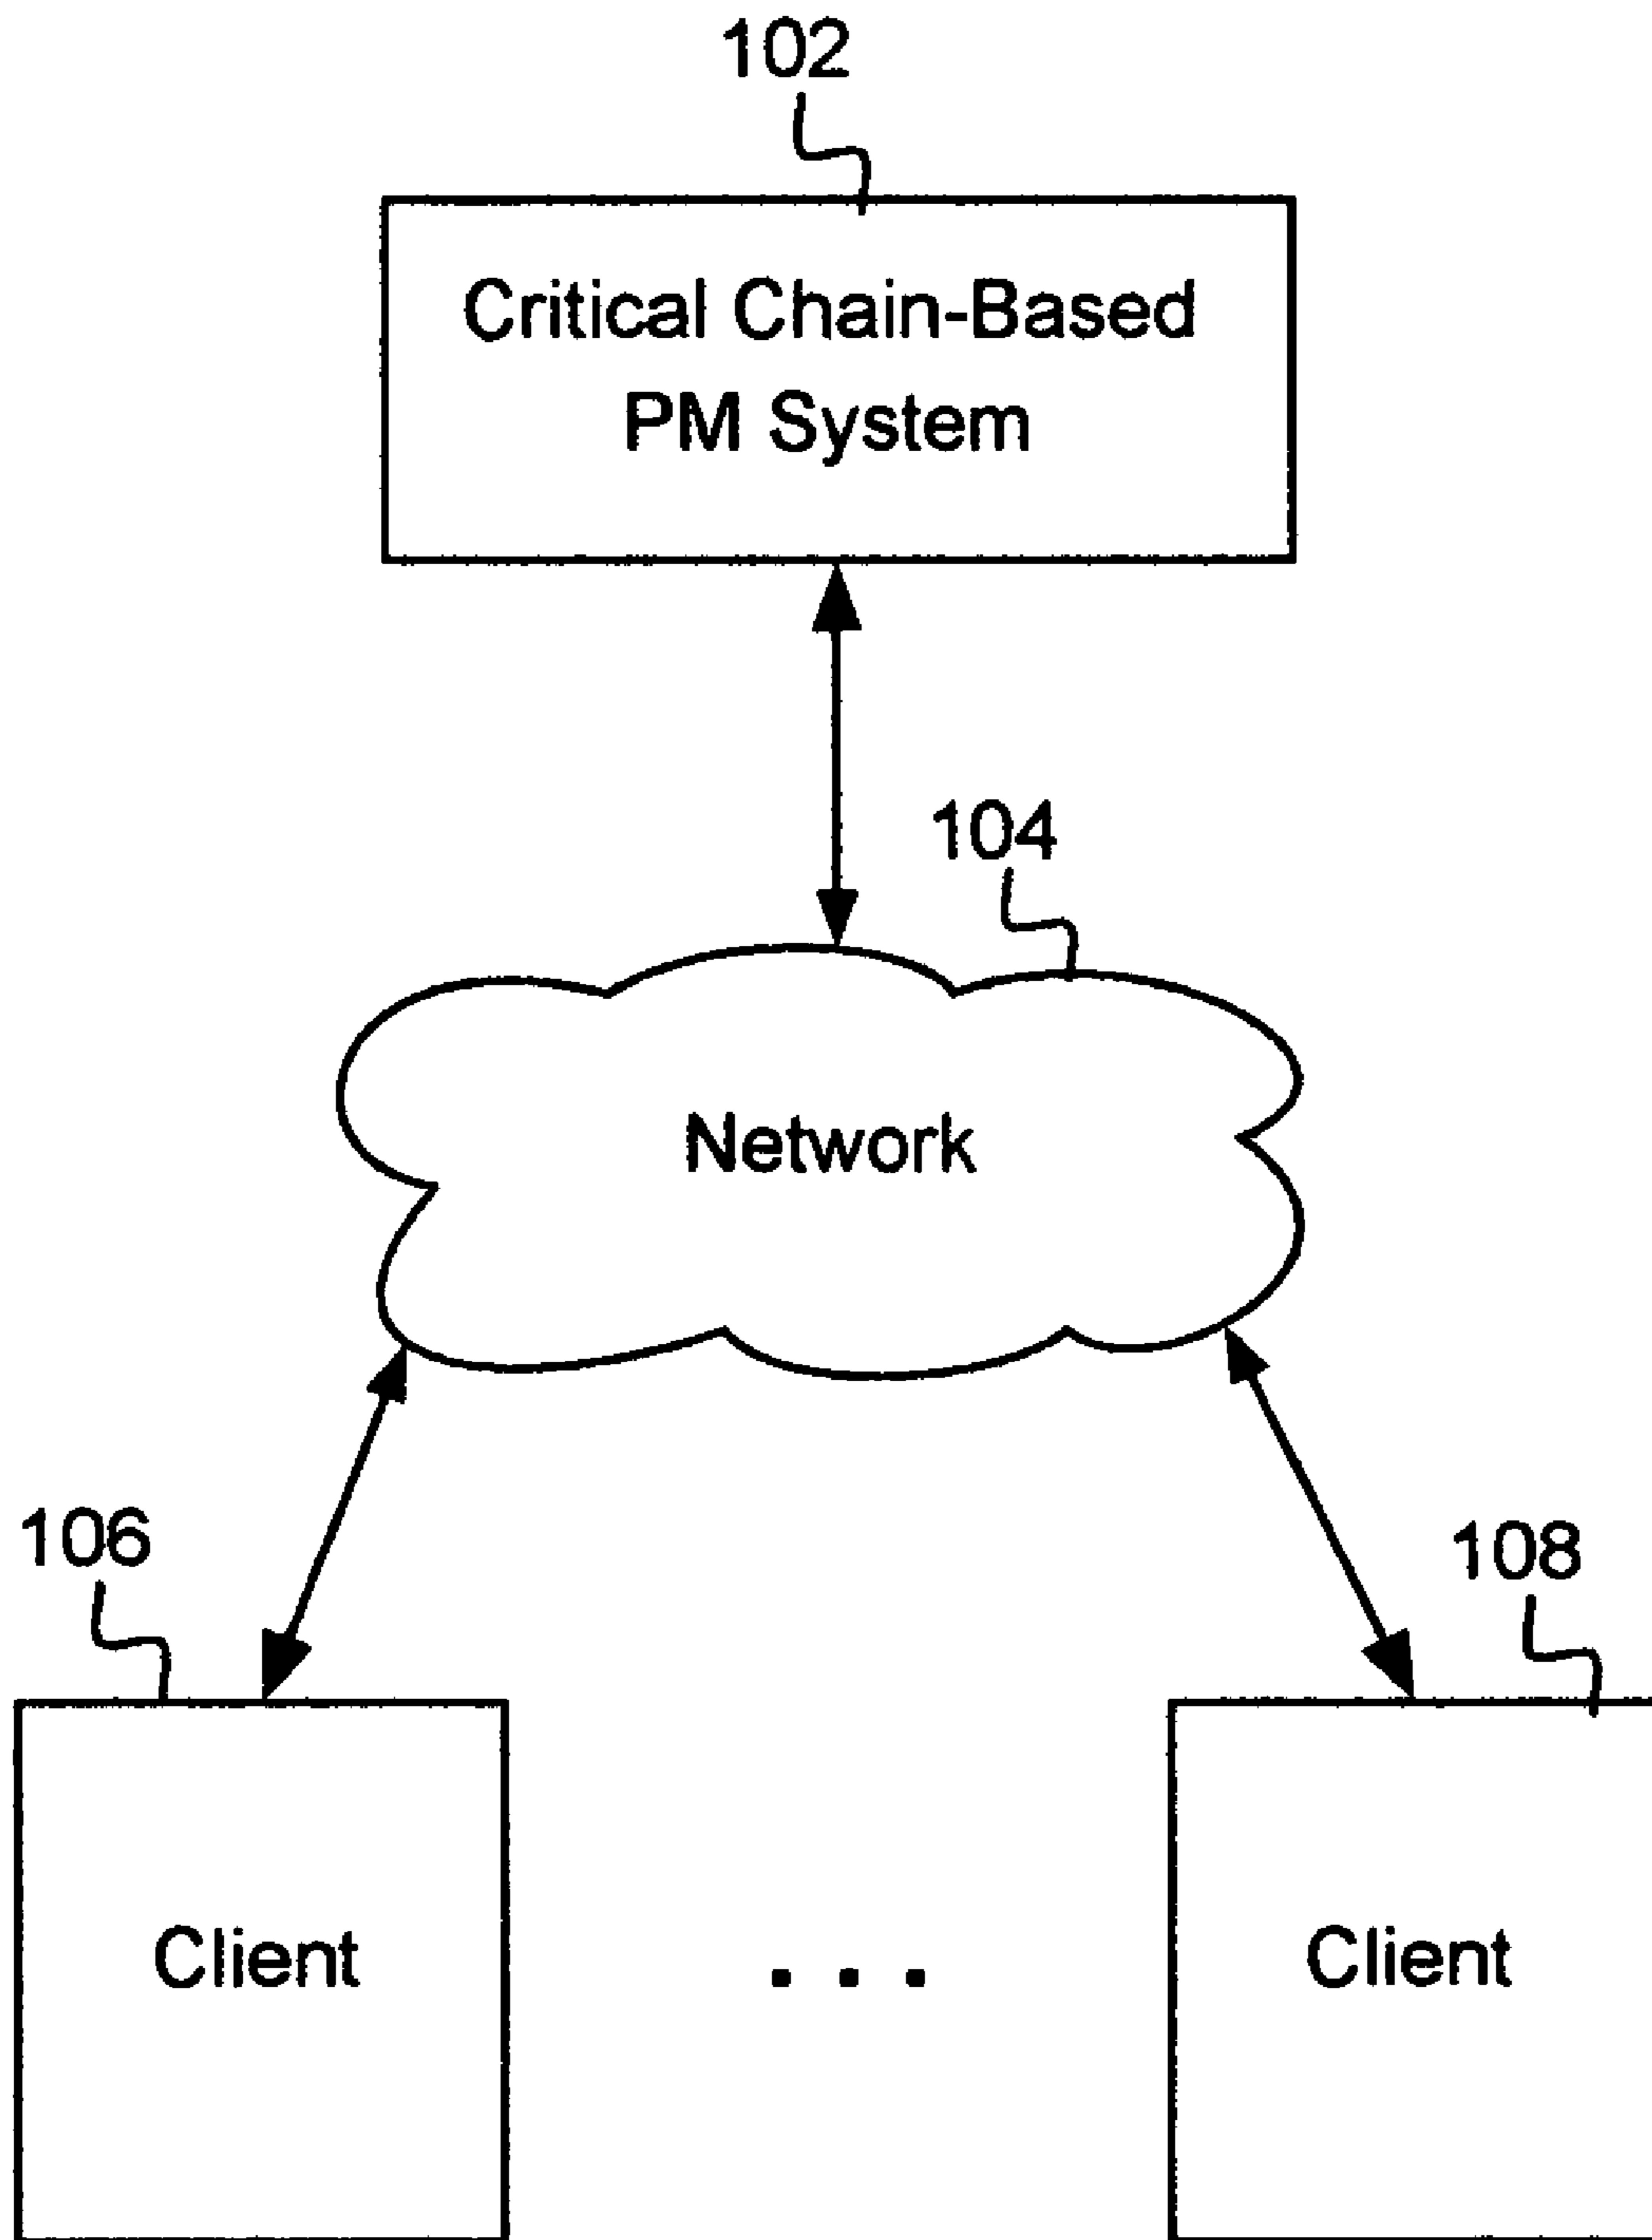 102
Critical Chain-Based
PM System
104
Network
106
108
Client
. . .
Client